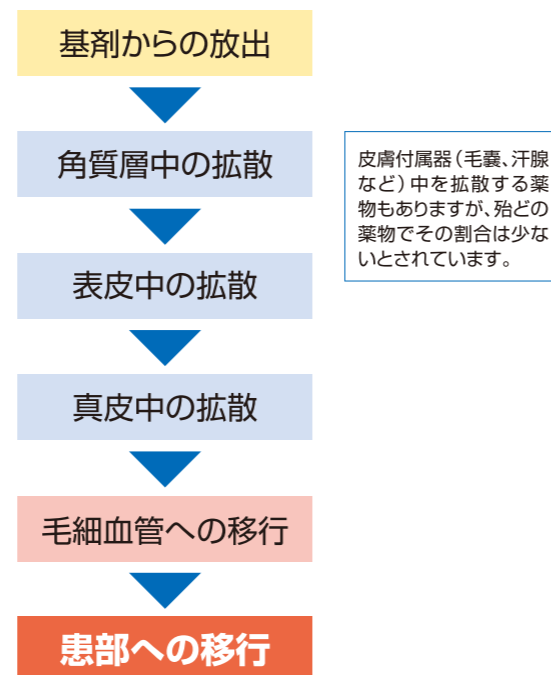 基剤からの放出
角質層中の拡散
皮膚付属器(毛嚢、汗腺
など)中を拡散する薬
物もありますが、殆どの
薬物でその割合は少な
いとされています。
表皮中の拡散
真皮中の拡散
毛細血管への移行
患部への移行